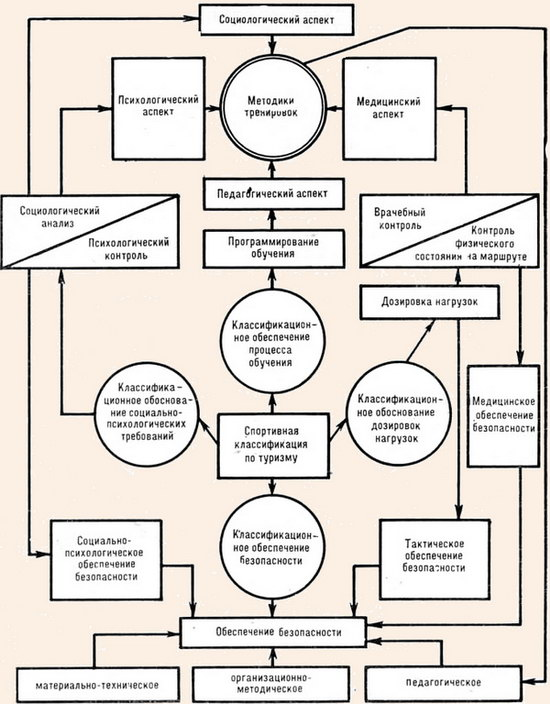 Социологический аспект
Психологический
аспект
Методики
тренировок
Медицинский
аспект
Педагогический аспект
Социологический
анализ
Психологический
контроль
Программирование
обучения
Врачебный
контроль
Контроль
физического
состояния на маршруте
Дозировка нагрузок
Классификацион-
ное обеспечение
процесса
обучения
Классифика-
ционное обоснова-
ние социально-
психологических
требований
Спортивная
классификация
по туризму
Классификацион-
ное обоснование
дозировок
нагрузок
Медицинское
обеспечение
безопасности
Социально-
психологическое
обеспечение
безопасности
Классификацион-
ное обеспечение
безопасности
Тактическое
обеспечение
безопасности
Обеспечение безопасности
материально-техническое
организационно-
методическое
педагогическое